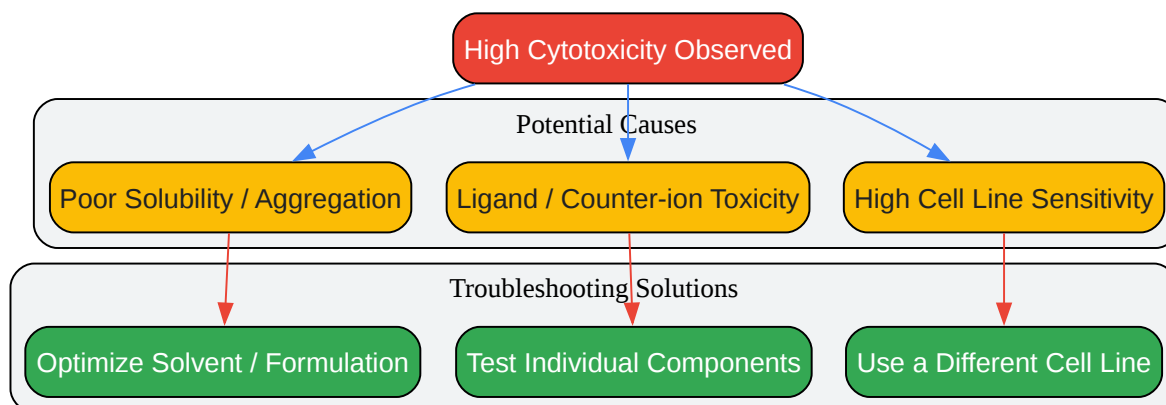 High Cytotoxicity Observed
Potential Causes
Poor Solubility / Aggregation
Ligand / Counter-ion Toxicity
High Cell Line Sensitivity
Troubleshooting Solutions
Optimize Solvent / Formulation
Test Individual Components
Use a Different Cell Line